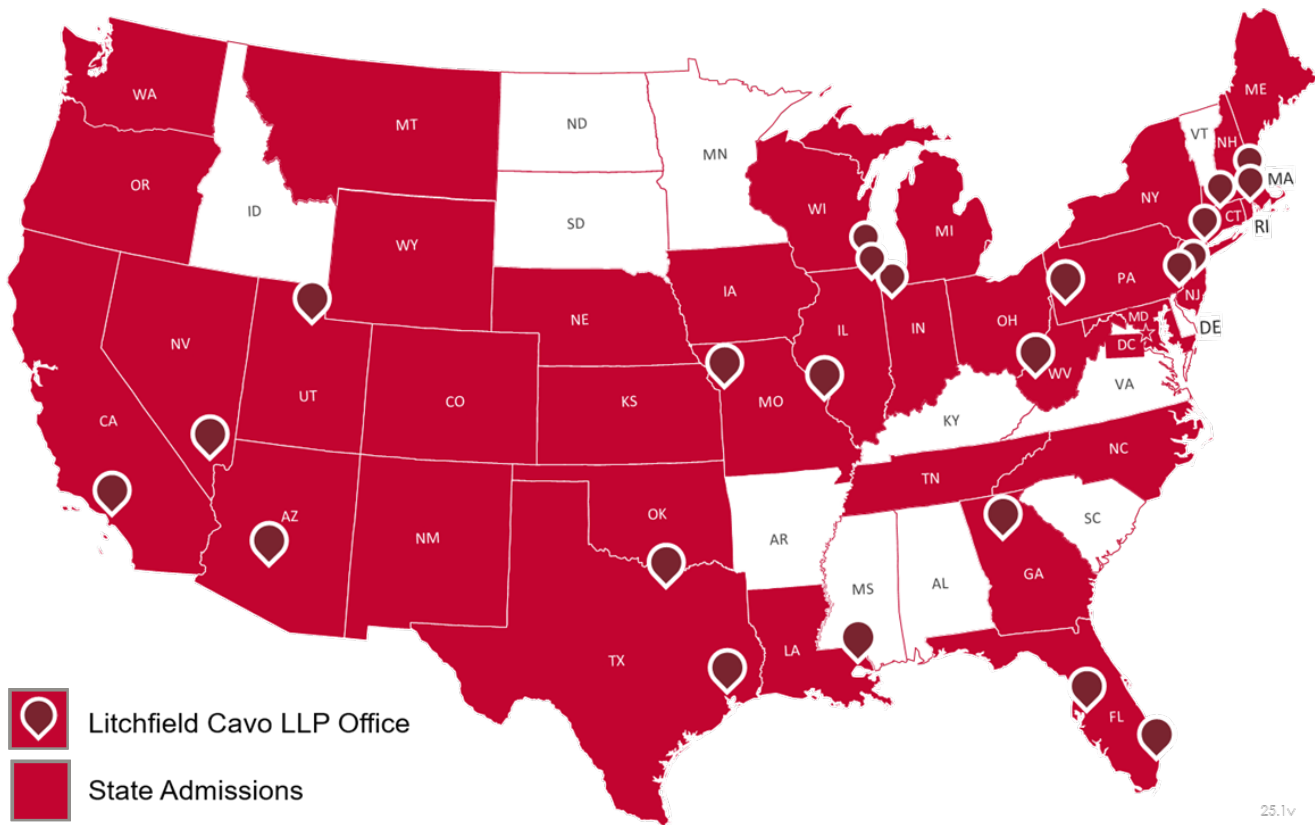 WA
MT
ND
MN
ME
VT
NH
OR
ID
SD
WI
MI
NY
MA
CT
RI
WY
IA
PA
NJ
NE
NV
IL
IN
OH
MD
DE
DC
UT
CO
KS
MO
WV
VA
CA
KY
NC
TN
AZ
NM
OK
AR
SC
MS
AL
GA
TX
LA
FL
Litchfield Cavo LLP Office
State Admissions
25.1v